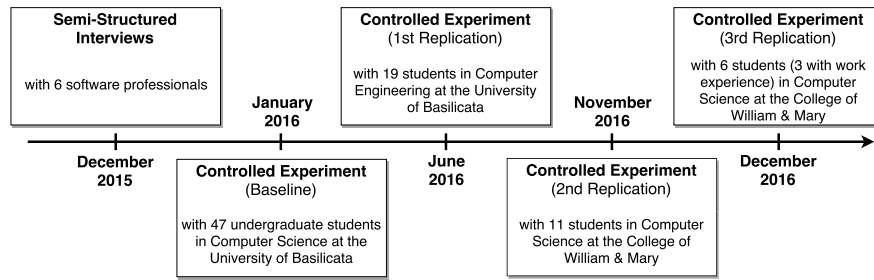 Semi-Structured
Interviews
with 6 software professionals
December
2015
January
2016
Controlled Experiment
(Baseline)
with 47 undergraduate students
in Computer Science at the
University of Basilicata
Controlled Experiment
(1st Replication)
with 19 students in Computer
Engineering at the University
of Basilicata
June
2016
November
2016
Controlled Experiment
(2nd Replication)
with 11 students in Computer
Science at the College of
William & Mary
Controlled Experiment
(3rd Replication)
with 6 students (3 with work
experience) in Computer
Science at the College of
William & Mary
December
2016